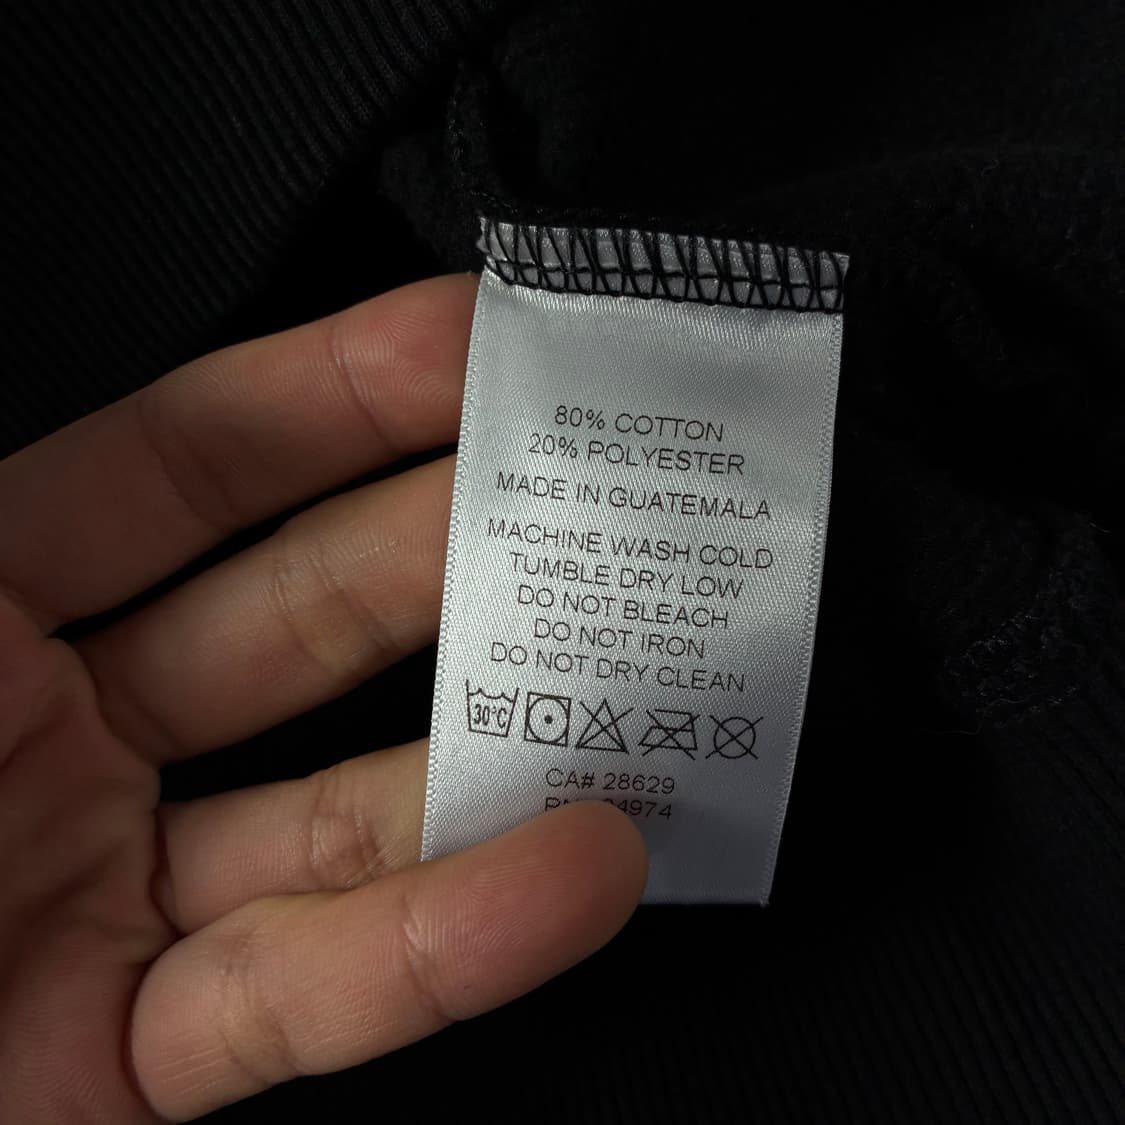 80% COTTON
20% POLYESTER
MADE IN GUATEMALA
MACHINE WASH COLD
TUMBLE DRY LOW
DO NOT BLEACH
DO NOT IRON
DO NOT DRY CLEAN
30°C
CA# 28629